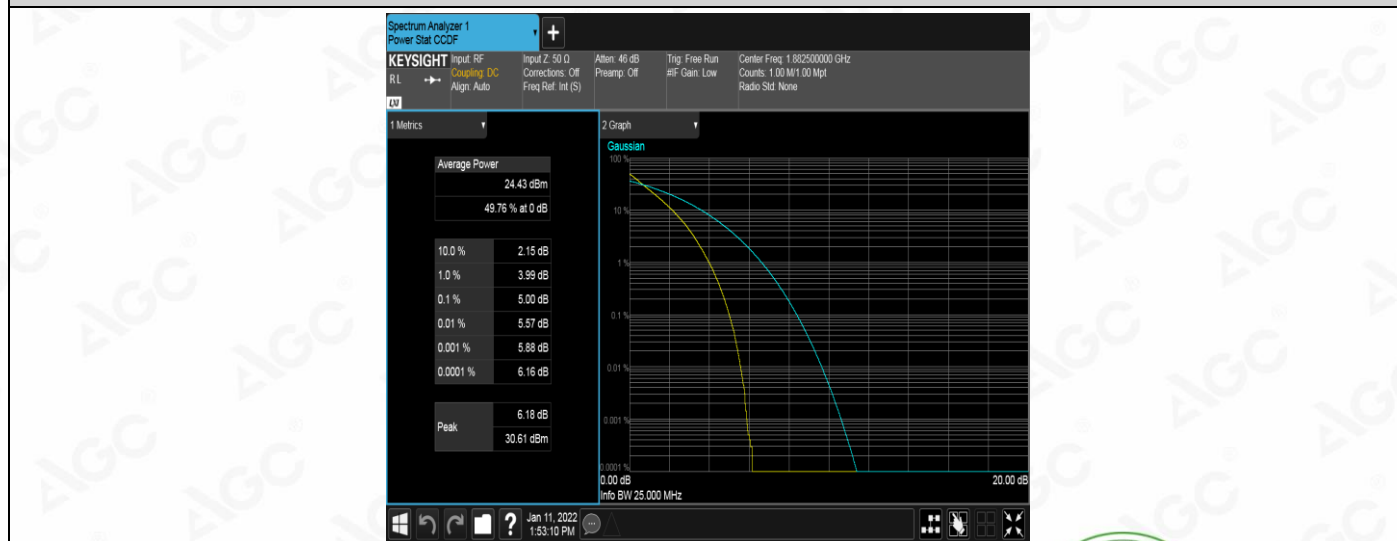 Spectrum Analyzer 1
Power Stat CCDF
+
KEYSIGHT Input: RF Input Z: 50 Ω Atten: 46 dB Trig: Free Run Center Freq: 1.882500000 GHz
RL Coupling: DC Corrections: Off Preamp: Off #IF Gain: Low Counts: 1.00 M/1.00 Mpt
Align: Auto Freq Ref: Int (S) Radio Std: None
LXI
1 Metrics
2 Graph
Gaussian
Average Power
24.43 dBm
49.76 % at 0 dB
10.0 % 2.15 dB
1.0 % 3.99 dB
0.1 % 5.00 dB
0.01 % 5.57 dB
0.001 % 5.88 dB
0.0001 % 6.16 dB
Peak
6.18 dB
30.61 dBm
100 %
10 %
1 %
0.1 %
0.01 %
0.001 %
0.0001 %
0.00 dB 20.00 dB
Info BW 25.000 MHz
? Jan 11, 2022
1:53:10 PM
AGC